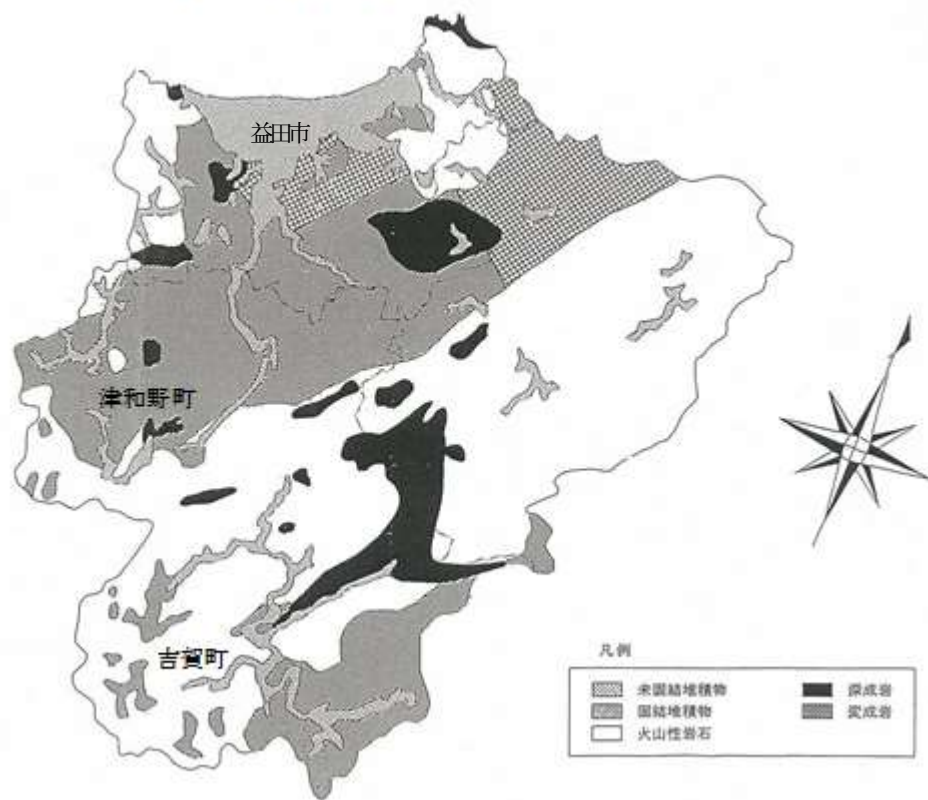 益田市
津和野町
吉賀町
凡例
未固結堆積物
深成岩
固結堆積物
変成岩
火山性岩石